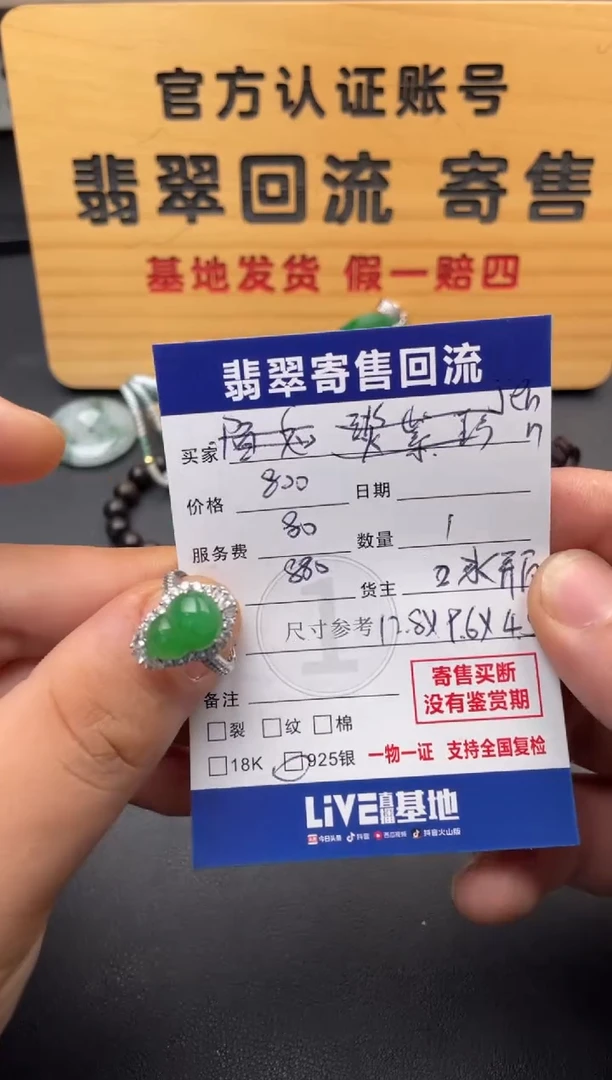 官方认证账号
翡翠回流 寄售
基地发货 假一赔四
翡翠寄售回流
jen
n
买家
价格 800 日期
服务费 80 数量 1
880 货主
尺寸参考
备注
寄售买断
没有鉴赏期
□裂 □纹 □棉
□18K □925银 一物一证 支持全国复检
LiVE直播基地
今日头条 抖音 西瓜视频 抖音火山版